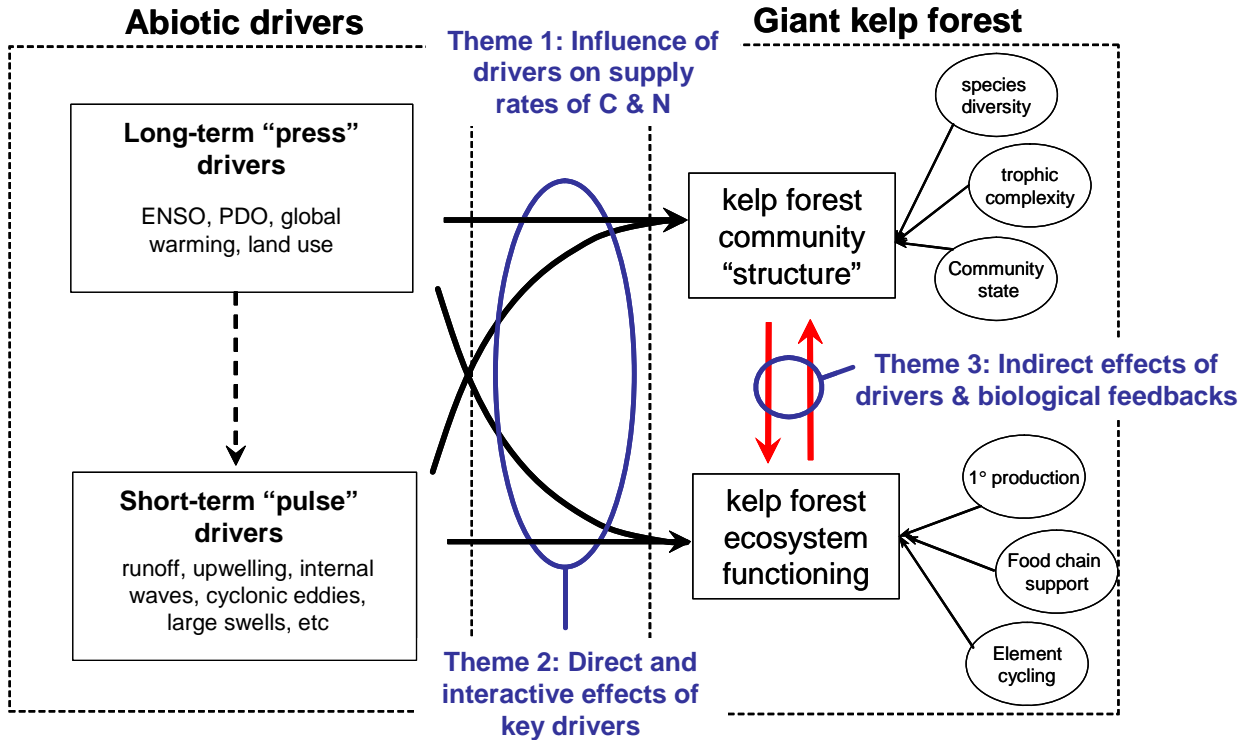 Abiotic drivers
Giant kelp forest
Theme 1: Influence of
drivers on supply
rates of C & N
Long-term “press”
drivers
ENSO, PDO, global
warming, land use
Short-term “pulse”
drivers
runoff, upwelling, internal
waves, cyclonic eddies,
large swells, etc
Theme 2: Direct and
interactive effects of
key drivers
kelp forest
community
“structure”
species
diversity
trophic
complexity
Community
state
Theme 3: Indirect effects of
drivers & biological feedbacks
kelp forest
ecosystem
functioning
1° production
Food chain
support
Element
cycling